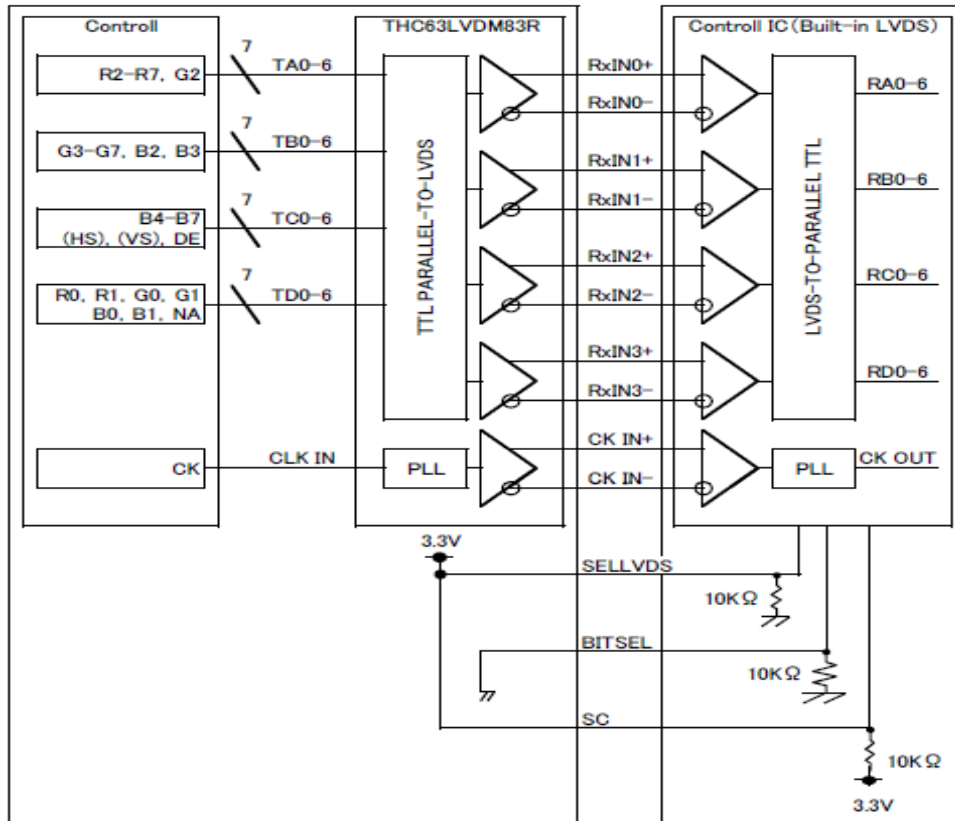 Controll
THC63LVDM83R
Controll IC(Built-in LVDS)
R2-R7, G2
7
TA0-6
RxIN0+
RxIN0-
RA0-6
G3-G7, B2, B3
7
TB0-6
RxIN1+
RxIN1-
RB0-6
B4-B7
(HS), (VS), DE
7
TC0-6
RxIN2+
RxIN2-
RC0-6
R0, R1, G0, G1
B0, B1, NA
7
TD0-6
RxIN3+
RxIN3-
RD0-6
TTL PARALLEL-TO-LVDS
LVDS-TO-PARALLEL TTL
CK
CLK IN
PLL
CK IN+
CK IN-
PLL
CK OUT
3.3V
SELLVDS
10KΩ
BITSEL
10KΩ
SC
10KΩ
3.3V